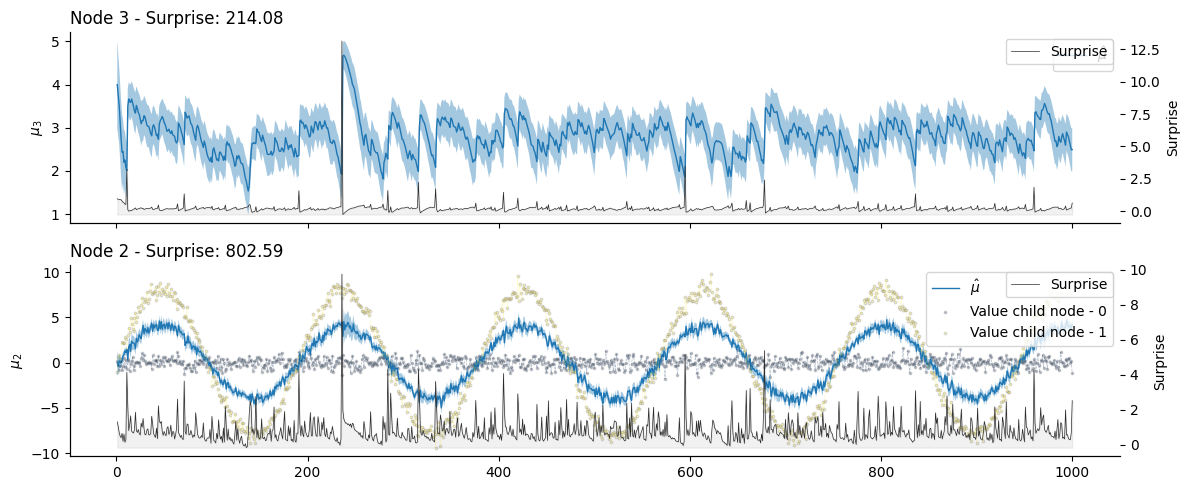 Node 3 - Surprise: 214.08
5
4
3
2
1
μ₃
Surprise
12.5
10.0
7.5
5.0
2.5
0.0
Surprise
Node 2 - Surprise: 802.59
10
5
0
−5
−10
μ₂
μ̂
Value child node - 0
Value child node - 1
Surprise
10
8
6
4
2
0
Surprise
0
200
400
600
800
1000